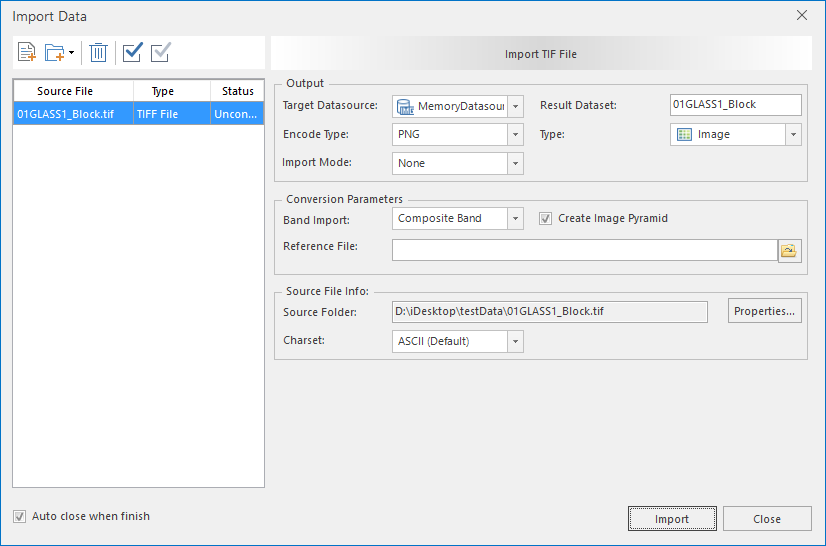 Import Data
Import TIF File
Source File Type Status
01GLASS1_Block.tif TIFF File Uncon...
Output
Target Datasource: MemoryDatasour Result Dataset: 01GLASS1_Block
Encode Type: PNG Type: Image
Import Mode: None
Conversion Parameters
Band Import: Composite Band Create Image Pyramid
Reference File:
Source File Info:
Source Folder: D:\iDesktop\testData\01GLASS1_Block.tif Properties...
Charset: ASCII (Default)
Auto close when finish Import Close